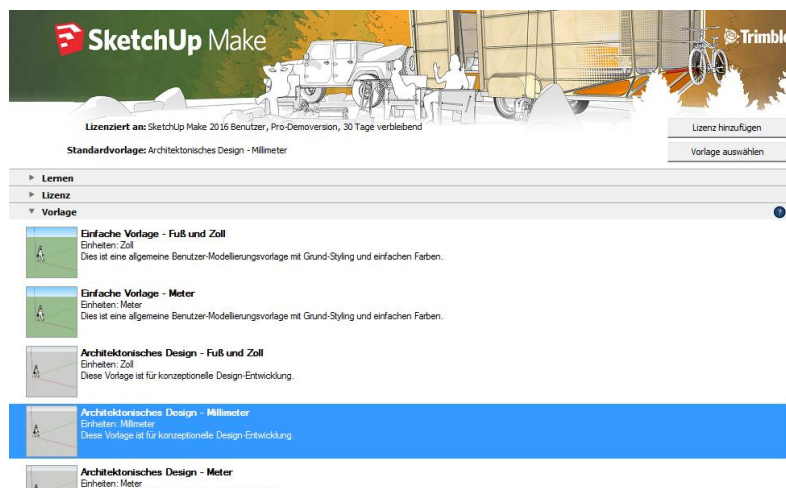 SketchUp Make
Trimble
Lizenziert an: SketchUp Make 2016 Benutzer, Pro-Demoversion, 30 Tage verbleibend
Lizenz hinzufügen
Standardvorlage: Architektonisches Design - Millimeter
Vorlage auswählen
Lernen
Lizenz
Vorlage
?
Einfache Vorlage - Fuß und Zoll
Einheiten: Zoll
Dies ist eine allgemeine Benutzer-Modellierungsvorlage mit Grund-Styling und einfachen Farben.
Einfache Vorlage - Meter
Einheiten: Meter
Dies ist eine allgemeine Benutzer-Modellierungsvorlage mit Grund-Styling und einfachen Farben.
Architektonisches Design - Fuß und Zoll
Einheiten: Zoll
Diese Vorlage ist für konzeptionelle Design-Entwicklung.
Architektonisches Design - Millimeter
Einheiten: Millimeter
Diese Vorlage ist für konzeptionelle Design-Entwicklung.
Architektonisches Design - Meter
Einheiten: Meter